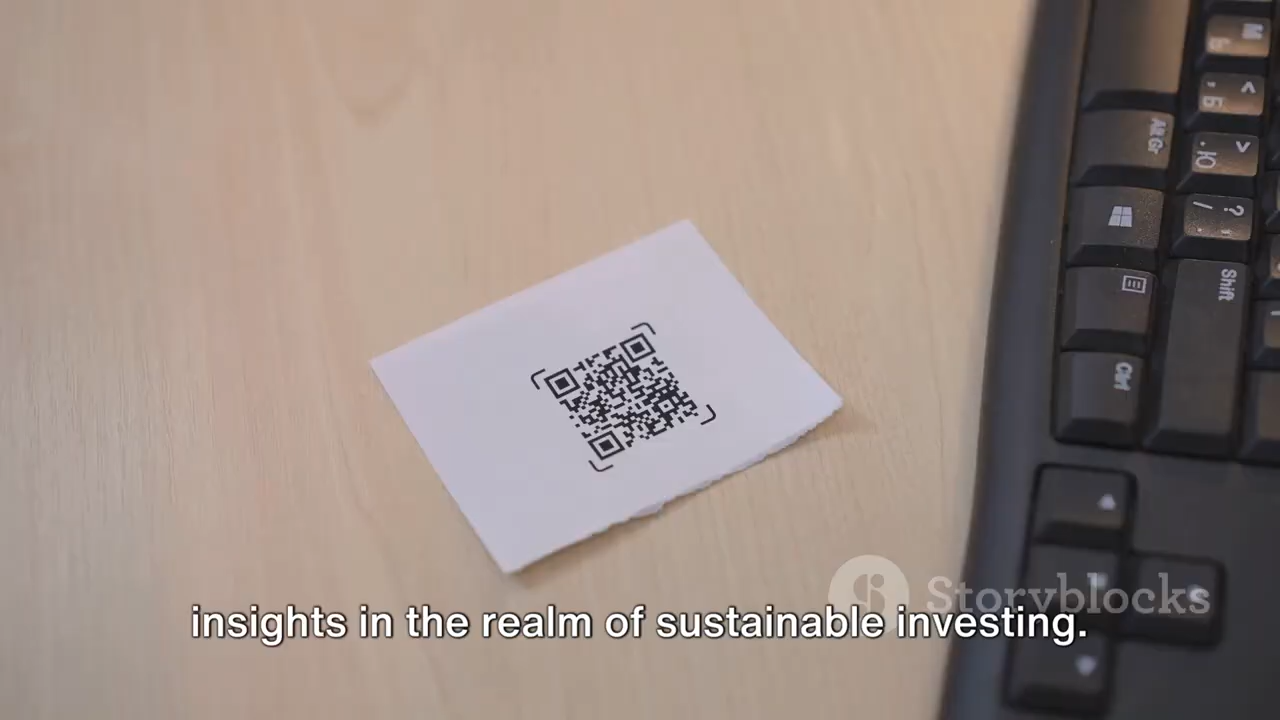 М
Ь
<
,Б
>
.Ю
Alt Gr
?
/
,
Shift
Ctrl
Storyblocks
insights in the realm of sustainable investing.